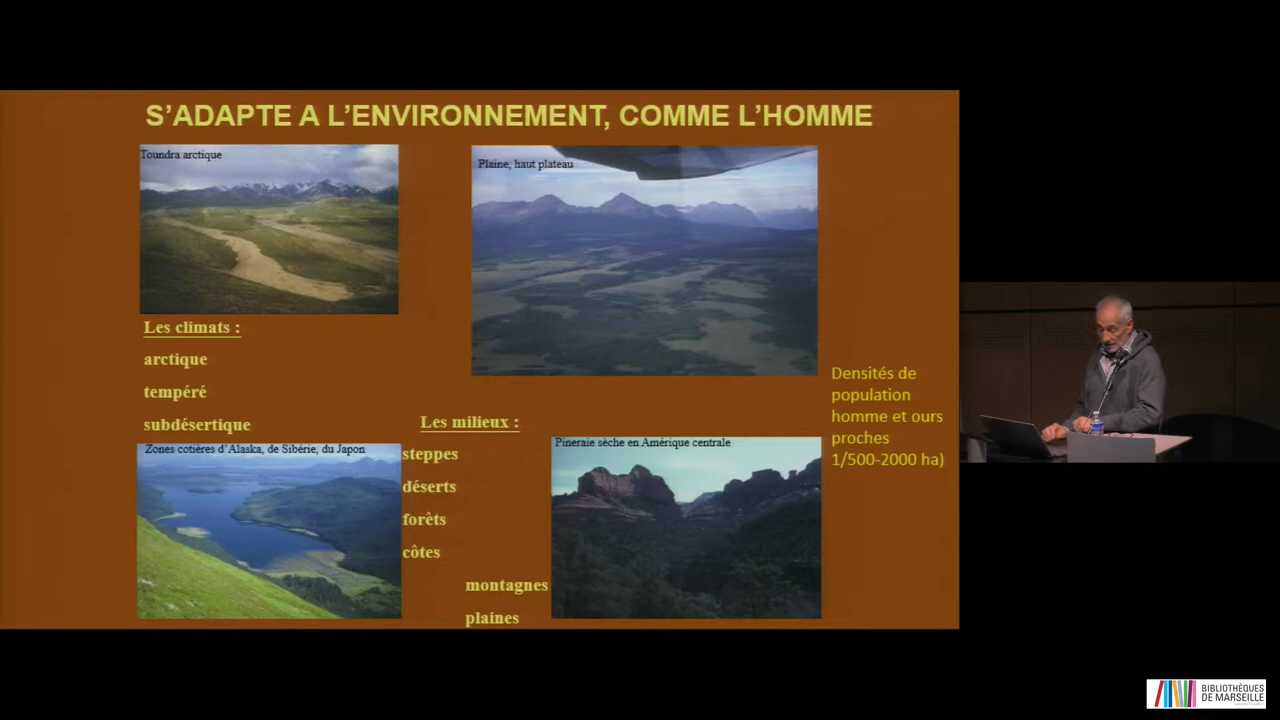 S'ADAPTE A L'ENVIRONNEMENT, COMME L'HOMME
Toundra arctique
Plaine, haut plateau
Les climats :
arctique
tempéré
subdésertique
Zones cotières d'Alaska, de Sibérie, du Japon
Les milieux :
steppes
déserts
forêts
côtes
montagnes
plaines
Pineraie sèche en Amérique centrale
Densités de
population
homme et ours
proches
1/500-2000 ha)
BIBLIOTHÈQUES
DE MARSEILLE